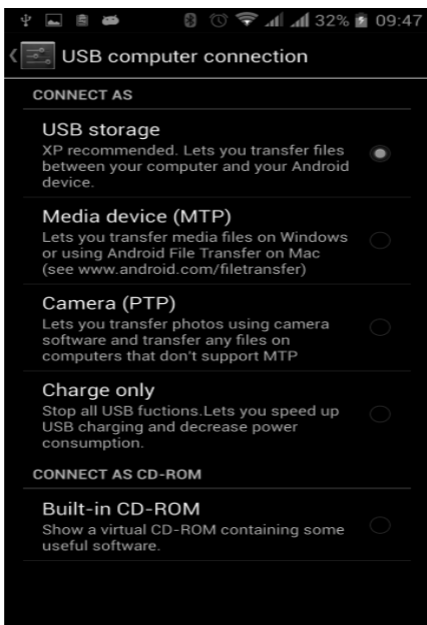 32% 09:47
USB computer connection
CONNECT AS
USB storage
XP recommended. Lets you transfer files
between your computer and your Android
device.
Media device (MTP)
Lets you transfer media files on Windows
or using Android File Transfer on Mac
(see www.android.com/filetransfer)
Camera (PTP)
Lets you transfer photos using camera
software and transfer any files on
computers that don't support MTP
Charge only
Stop all USB fuctions.Lets you speed up
USB charging and decrease power
consumption.
CONNECT AS CD-ROM
Built-in CD-ROM
Show a virtual CD-ROM containing some
useful software.